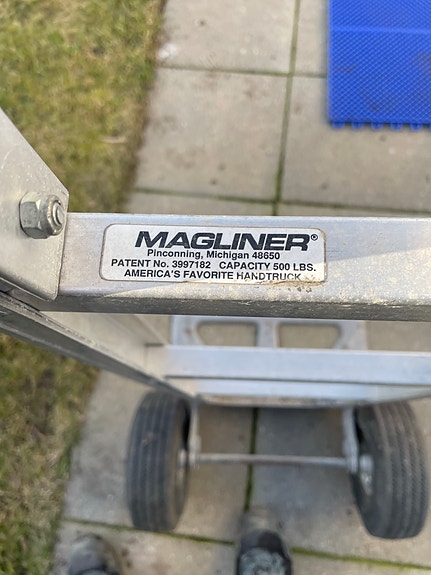 MAGLINER®
Pinconning, Michigan 48650
PATENT No. 3997182 CAPACITY 500 LBS.
AMERICA'S FAVORITE HANDTRUCK